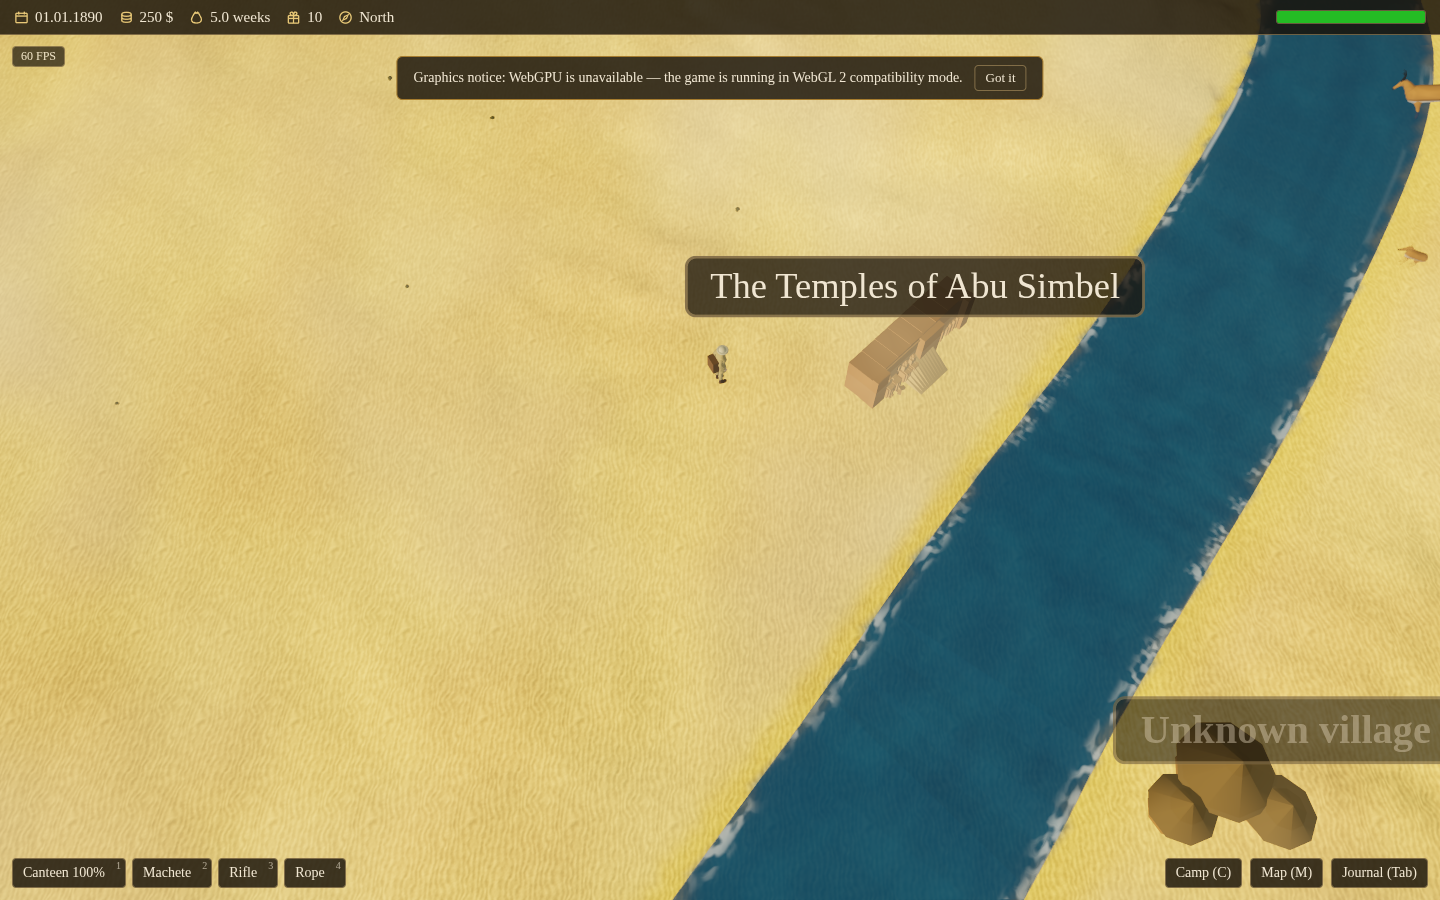 01.01.1890 250 $ 5.0 weeks 10 North
60 FPS
Graphics notice: WebGPU is unavailable — the game is running in WebGL 2 compatibility mode. Got it
The Temples of Abu Simbel
Unknown village
Canteen 100% 1 Machete 2 Rifle 3 Rope 4 Camp (C) Map (M) Journal (Tab)